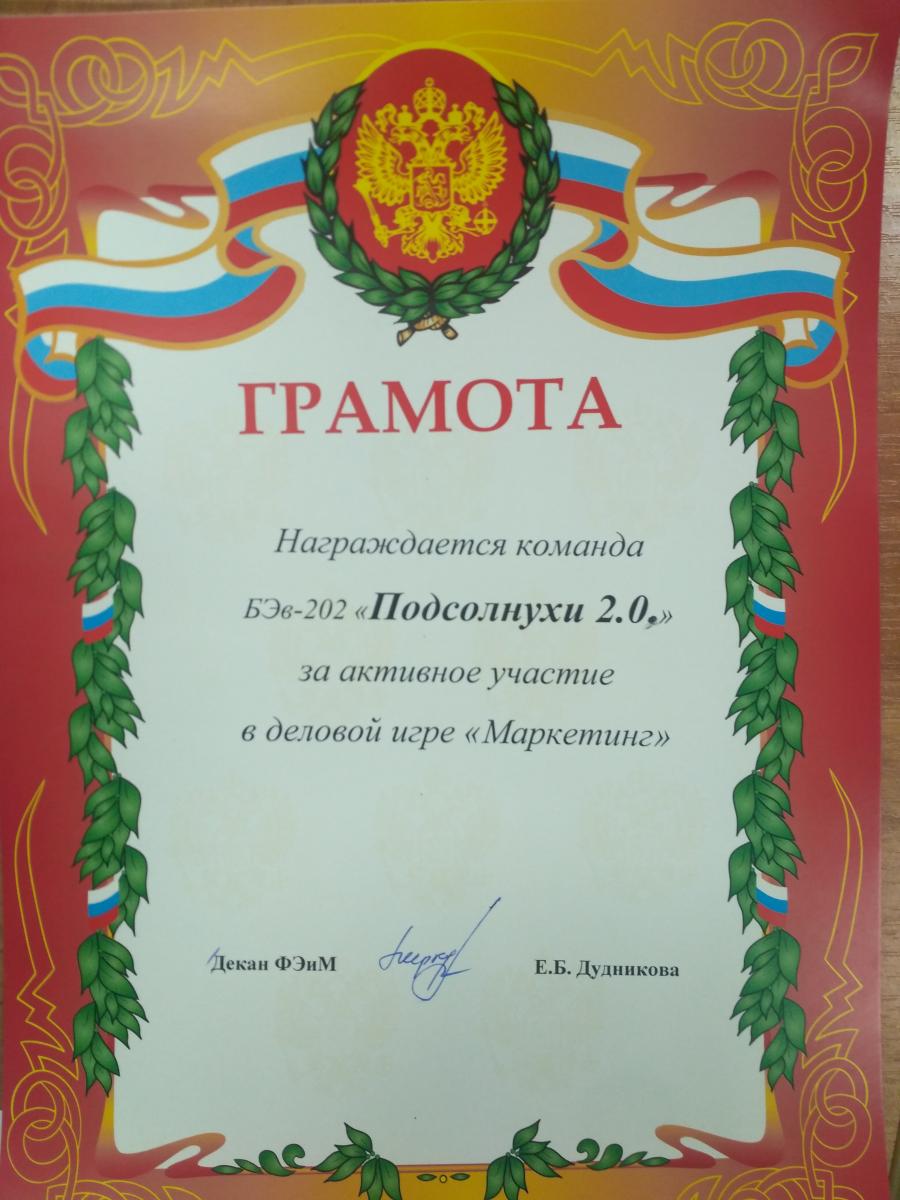 ГРАМОТА
Награждается команда
БЭв-202 «Подсолнухи 2.0.»
за активное участие
в деловой игре «Маркетинг»
Декан ФЭиМ Е.Б. Дудникова